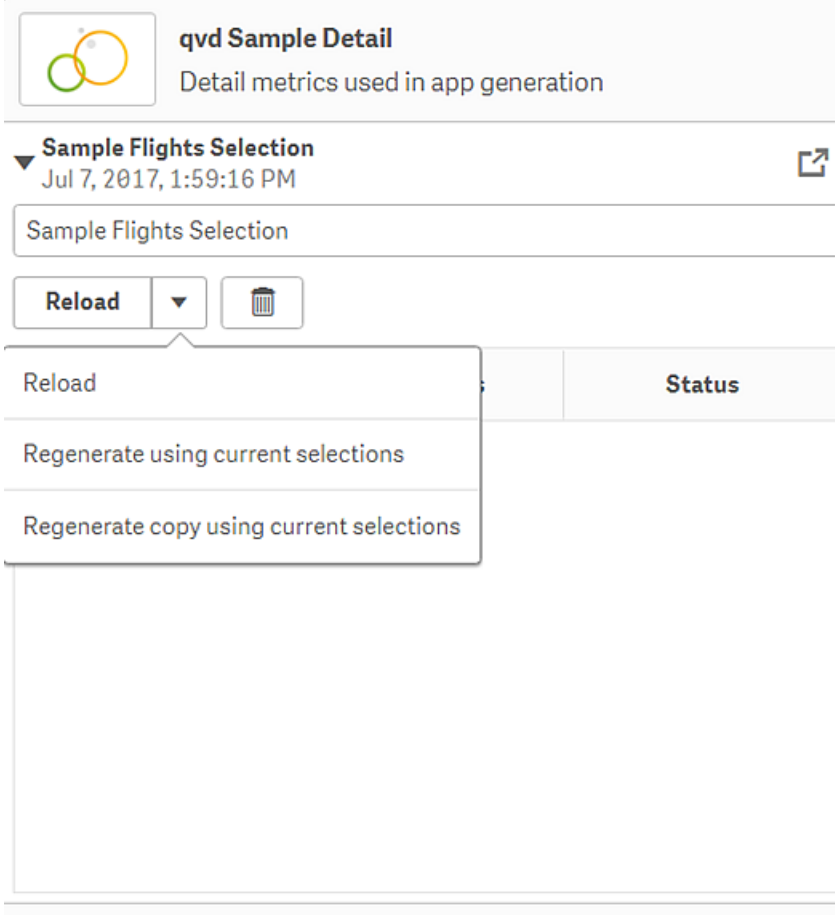 qvd Sample Detail
Detail metrics used in app generation
Sample Flights Selection
Jul 7, 2017, 1:59:16 PM
Sample Flights Selection
Reload
Reload
Status
Regenerate using current selections
Regenerate copy using current selections